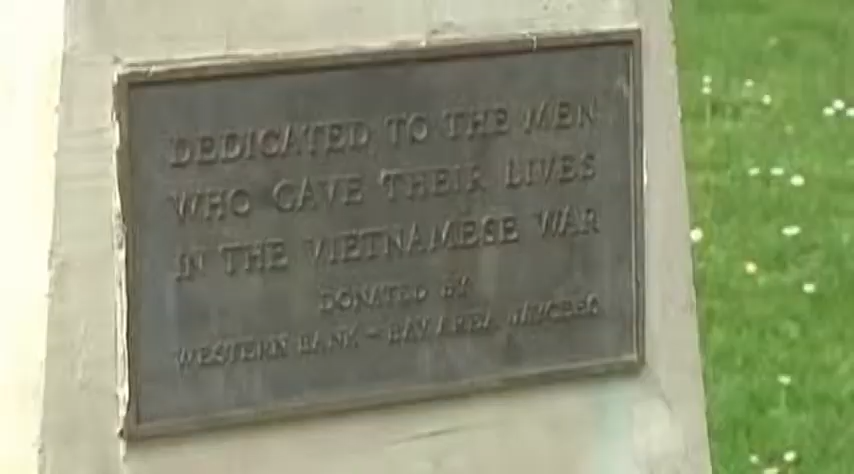 DEDICATED TO THE MEN
WHO GAVE THEIR LIVES
IN THE VIETNAMESE WAR
DONATED BY
WESTERN BANK - BAY AREA